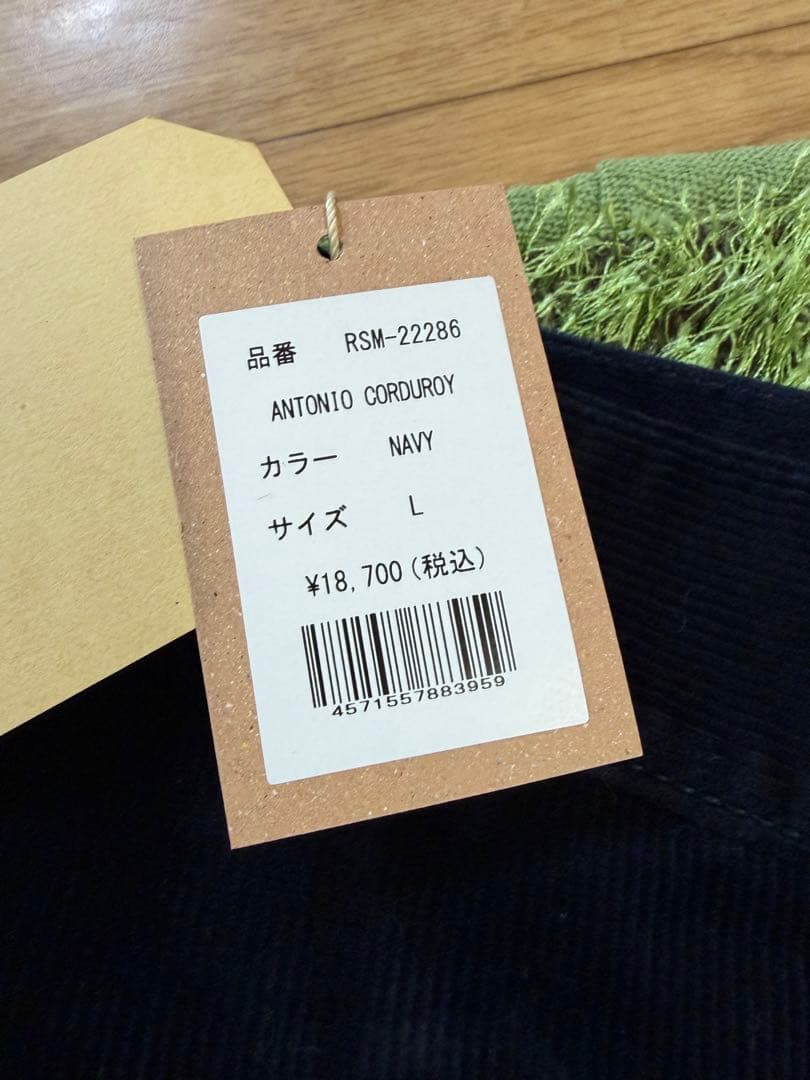 品番 RSM-22286
ANTONIO CORDUROY
カラー NAVY
サイズ L
¥18,700(税込)
4571557883959